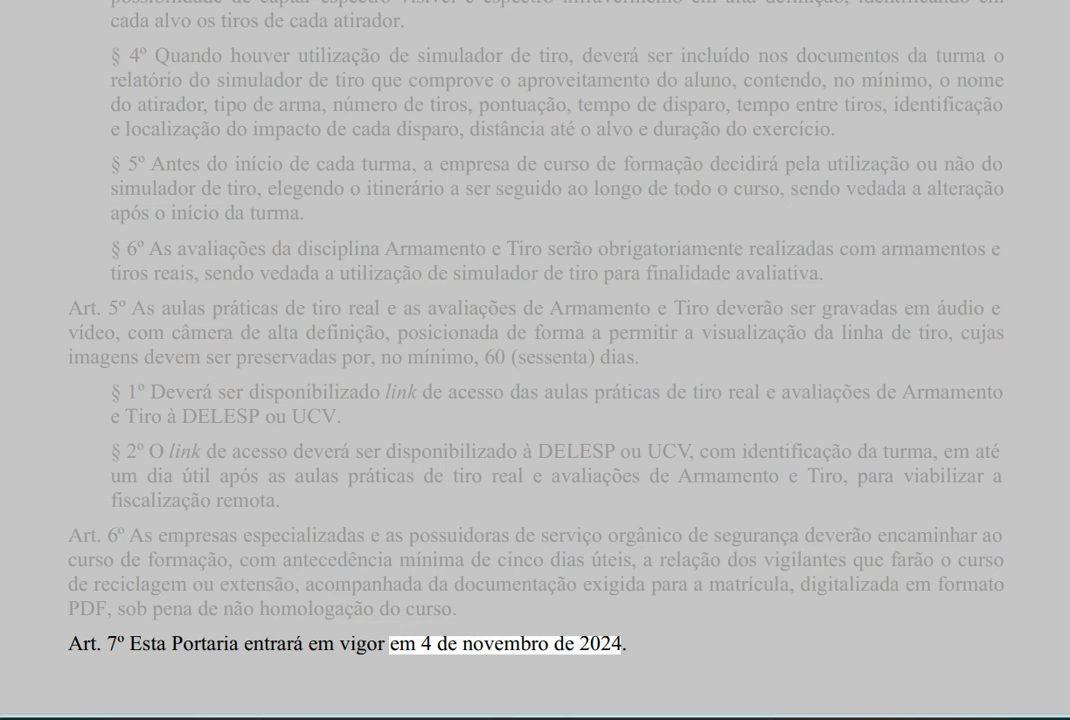 possibilidade de captar espectro visível e espectro infravermelho em alta definição, identificando em
cada alvo os tiros de cada atirador.
§ 4º Quando houver utilização de simulador de tiro, deverá ser incluído nos documentos da turma o
relatório do simulador de tiro que comprove o aproveitamento do aluno, contendo, no mínimo, o nome
do atirador, tipo de arma, número de tiros, pontuação, tempo de disparo, tempo entre tiros, identificação
e localização do impacto de cada disparo, distância até o alvo e duração do exercício.
§ 5º Antes do início de cada turma, a empresa de curso de formação decidirá pela utilização ou não do
simulador de tiro, elegendo o itinerário a ser seguido ao longo de todo o curso, sendo vedada a alteração
após o início da turma.
§ 6º As avaliações da disciplina Armamento e Tiro serão obrigatoriamente realizadas com armamentos e
tiros reais, sendo vedada a utilização de simulador de tiro para finalidade avaliativa.
Art. 5º As aulas práticas de tiro real e as avaliações de Armamento e Tiro deverão ser gravadas em áudio e
vídeo, com câmera de alta definição, posicionada de forma a permitir a visualização da linha de tiro, cujas
imagens devem ser preservadas por, no mínimo, 60 (sessenta) dias.
§ 1º Deverá ser disponibilizado link de acesso das aulas práticas de tiro real e avaliações de Armamento
e Tiro à DELESP ou UCV.
§ 2º O link de acesso deverá ser disponibilizado à DELESP ou UCV, com identificação da turma, em até
um dia útil após as aulas práticas de tiro real e avaliações de Armamento e Tiro, para viabilizar a
fiscalização remota.
Art. 6º As empresas especializadas e as possuidoras de serviço orgânico de segurança deverão encaminhar ao
curso de formação, com antecedência mínima de cinco dias úteis, a relação dos vigilantes que farão o curso
de reciclagem ou extensão, acompanhada da documentação exigida para a matrícula, digitalizada em formato
PDF, sob pena de não homologação do curso.
Art. 7º Esta Portaria entrará em vigor em 4 de novembro de 2024.